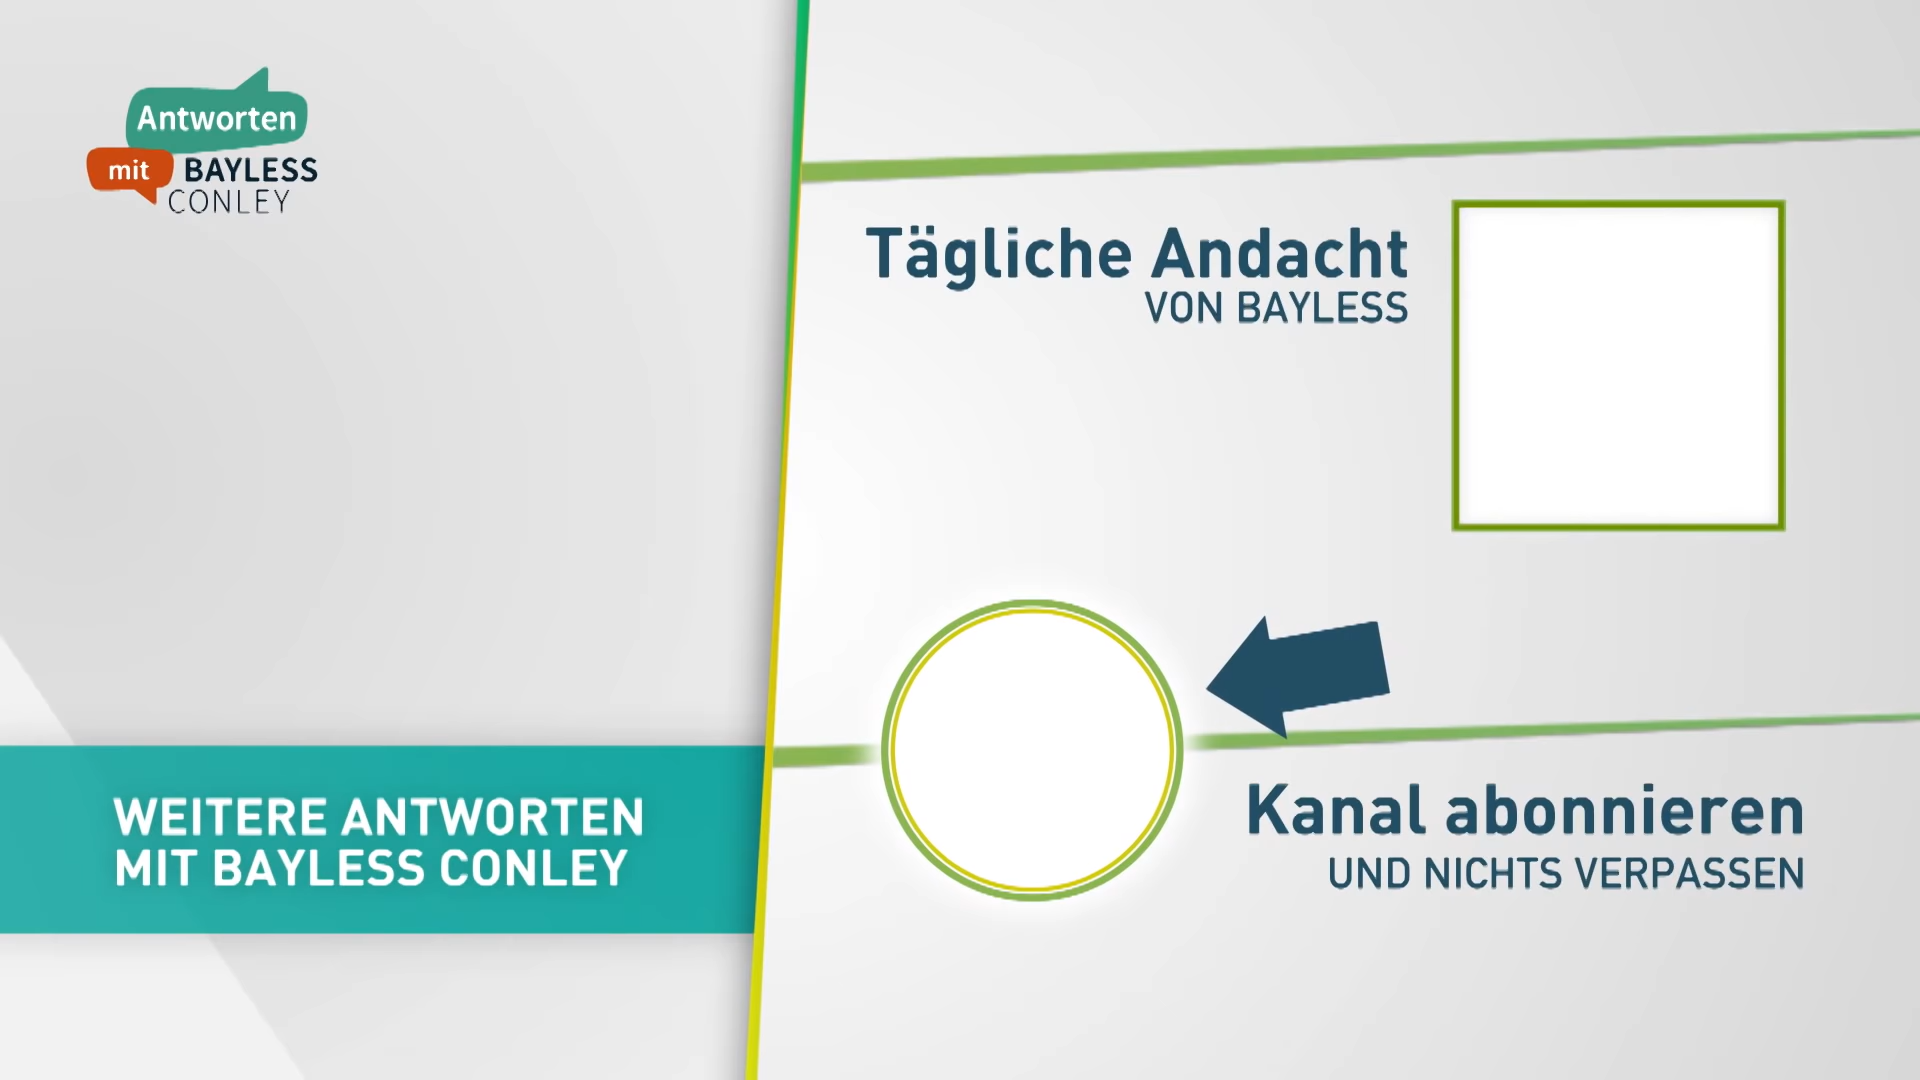 Antworten
mit BAYLESS
CONLEY
Tägliche Andacht
VON BAYLESS
WEITERE ANTWORTEN
MIT BAYLESS CONLEY
Kanal abonnieren
UND NICHTS VERPASSEN